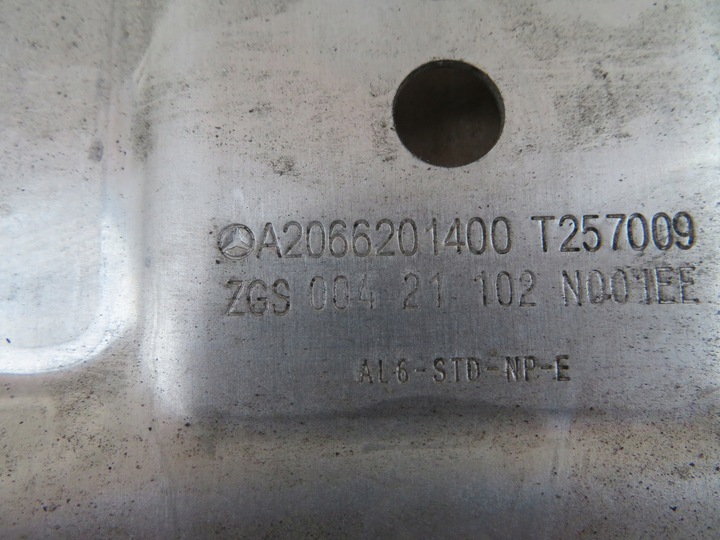 A2066201400 T257009
ZGS 004 21 102 N001EE
AL6-STD-NP-E